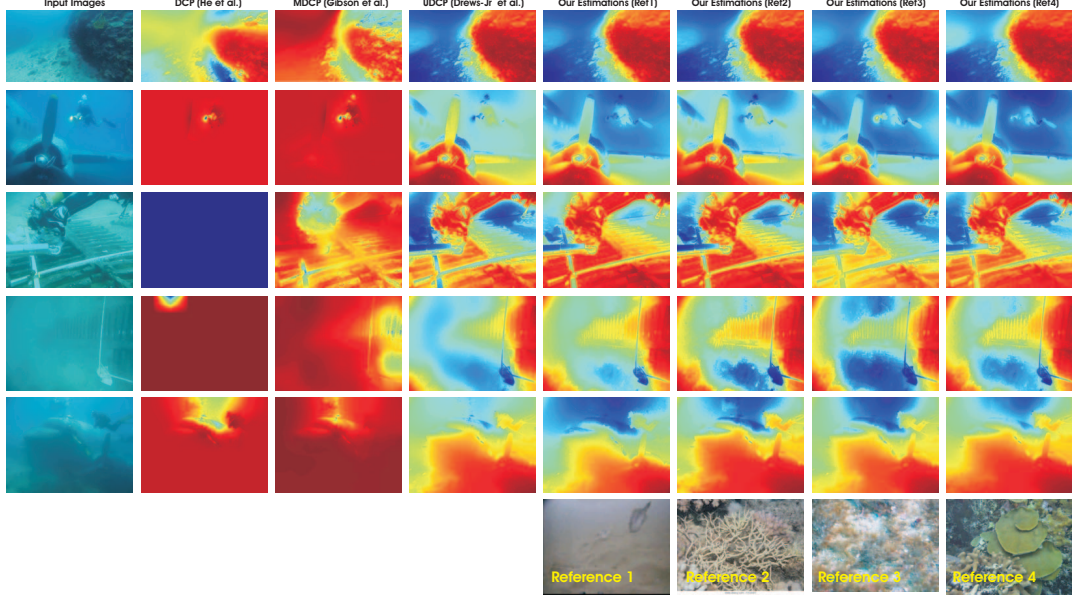 Input Images
DCP (He et al.)
MDCP (Gibson et al.)
UDCP (Drews-Jr et al.)
Our Estimations (Ref1)
Our Estimations (Ref2)
Our Estimations (Ref3)
Our Estimations (Ref4)
Reference 1
Reference 2
Reference 3
Reference 4